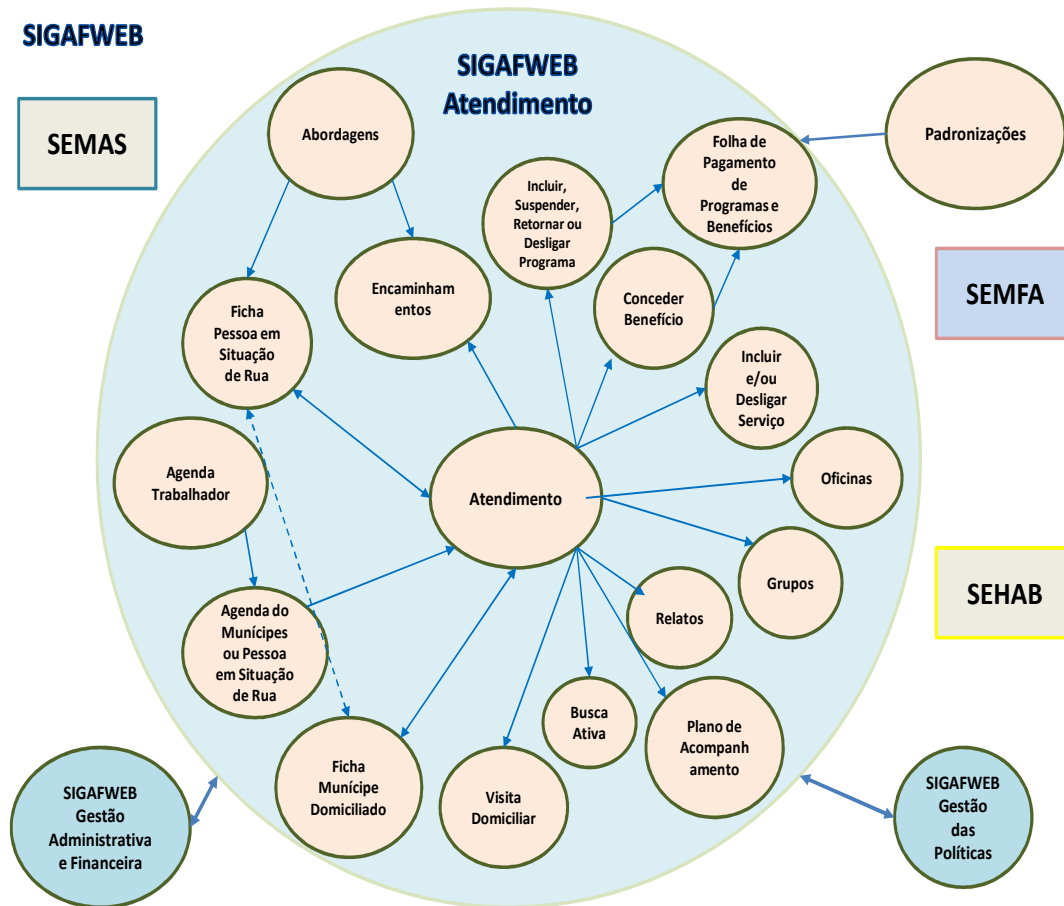 SIGAFWEB
SIGAFWEB
Atendimento
SEMAS
Abordagens
Padronizações
Folha de
Pagamento
de
Programas e
Benefícios
Incluir,
Suspender,
Retornar ou
Desligar
Programa
Encaminham
entos
Conceder
Benefício
SEMFA
Ficha
Pessoa em
Situação
de Rua
Incluir
e/ou
Desligar
Serviço
Agenda
Trabalhador
Atendimento
Oficinas
Grupos
SEHAB
Agenda do
Munícipes
ou Pessoa
em Situação
de Rua
Relatos
Busca
Ativa
Plano de
Acompanh
amento
Ficha
Munícipe
Domiciliado
Visita
Domiciliar
SIGAFWEB
Gestão
Administrativa
e Financeira
SIGAFWEB
Gestão
das
Políticas